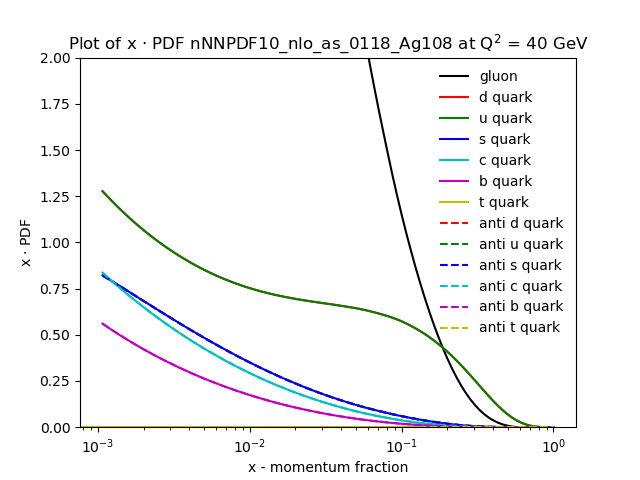 Plot of x · PDF nNNPDF10_nlo_as_0118_Ag108 at Q² = 40 GeV
2.00
1.75
1.50
1.25
1.00
0.75
0.50
0.25
0.00
x · PDF
gluon
d quark
u quark
s quark
c quark
b quark
t quark
anti d quark
anti u quark
anti s quark
anti c quark
anti b quark
anti t quark
10⁻³ 10⁻² 10⁻¹ 10⁰
x - momentum fraction